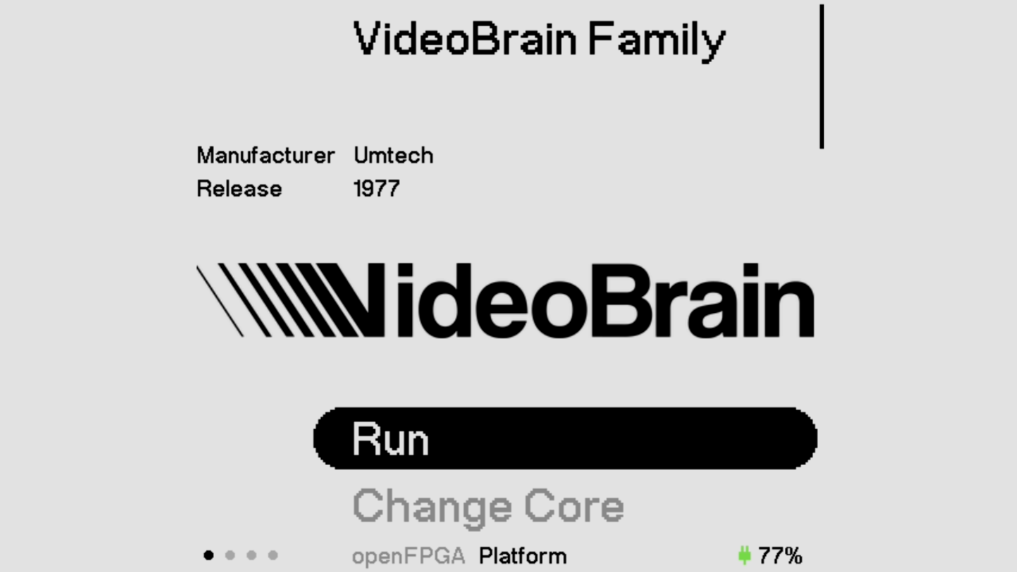 VideoBrain Family
Manufacturer Umtech
Release 1977
VideoBrain
Run
Change Core
openFPGA Platform 77%